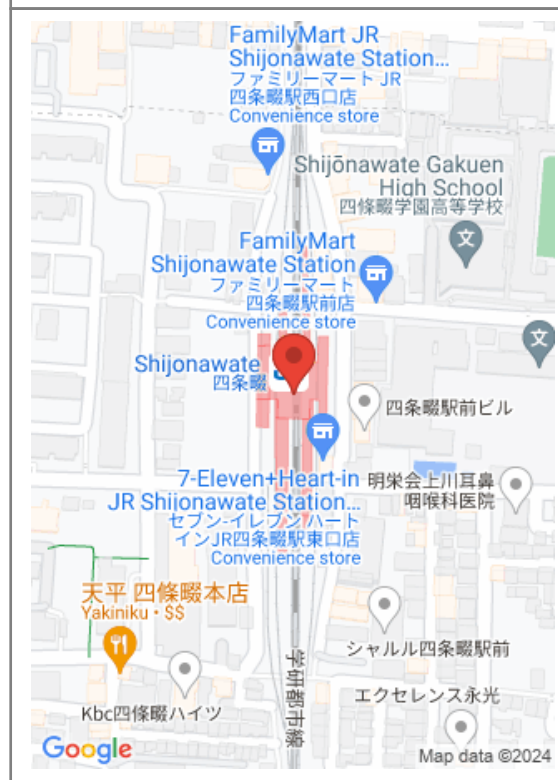 FamilyMart JR
Shijonawate Station...
ファミリーマート JR
四条畷駅西口店
Convenience store
Shijōnawate Gakuen
High School
四條畷学園高等学校
文
FamilyMart
Shijonawate Station
ファミリーマート
四条畷駅前店
Convenience store
文
Shijonawate
四条畷
四条畷駅前ビル
7-Eleven+Heart-in
JR Shijonawate Station...
セブン-イレブン ハート
インJR四条畷駅東口店
Convenience store
明栄会上川耳鼻
咽喉科医院
天平 四條畷本店
Yakiniku • $$
シャルル四条畷駅前
学研都市線
Kbc四條畷ハイツ
エクセレンス永光
Google
Map data ©2024